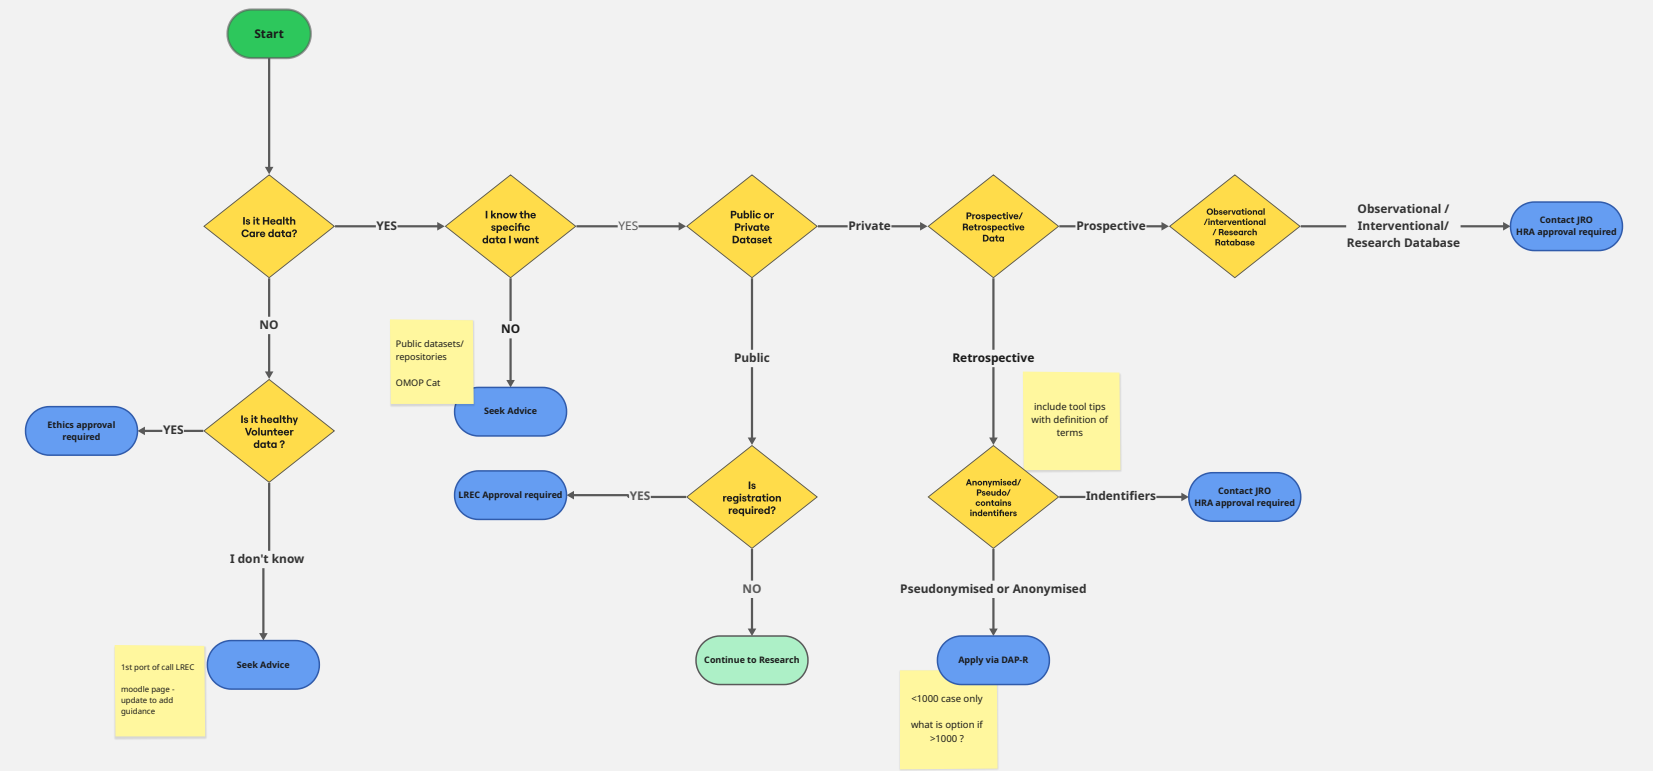 Start
Is it Health
Care data?
YES
I know the
specific
data I want
YES
Public or
Private
Dataset
Private
Prospective/
Retrospective
Data
Prospective
Observational
/interventional
/ Research
Ratabase
Observational /
Interventional/
Research Database
Contact JRO
HRA approval required
NO
NO
Public datasets/
repositories
OMOP Cat
Seek Advice
Public
Retrospective
include tool tips
with definition of
terms
Ethics approval
required
YES
Is it healthy
Volunteer
data ?
LREC Approval required
YES
Is
registration
required?
Anonymised/
Pseudo/
contains
indentifiers
Indentifiers
Contact JRO
HRA approval required
I don't know
NO
Pseudonymised or Anonymised
1st port of call LREC
moodle page -
update to add
guidance
Seek Advice
Continue to Research
Apply via DAP-R
<1000 case only
what is option if
>1000 ?